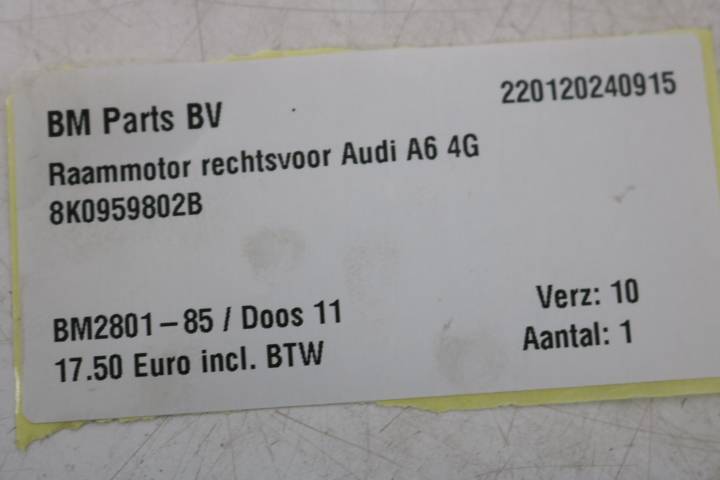 BM Parts BV
220120240915
Raammotor rechtsvoor Audi A6 4G
8K0959802B
BM2801-85 / Doos 11
Verz: 10
17.50 Euro incl. BTW
Aantal: 1